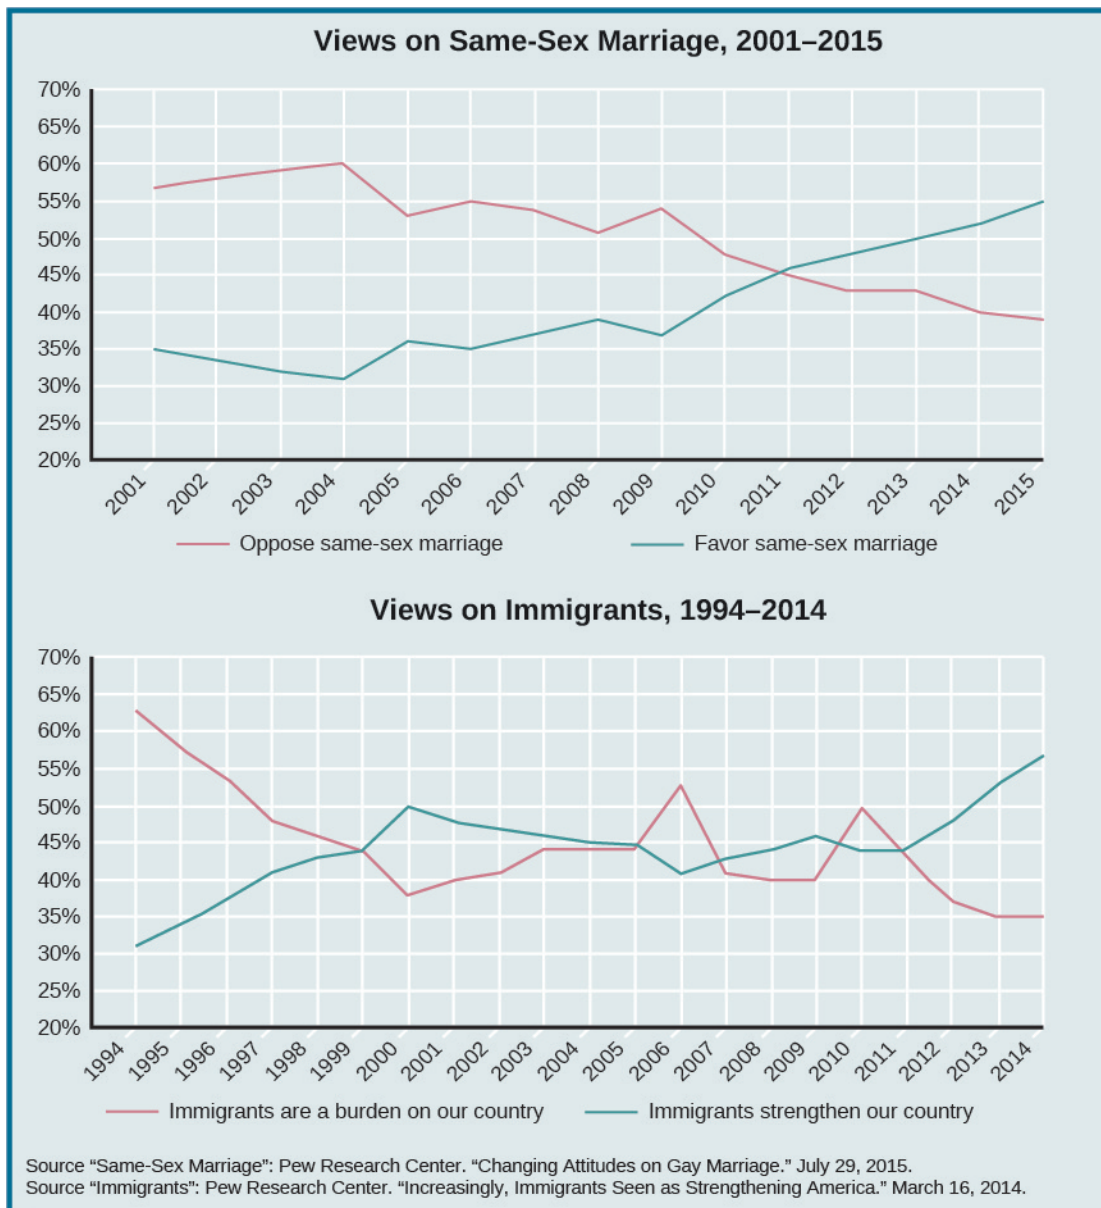 Views on Same-Sex Marriage, 2001–2015
70%
65%
60%
55%
50%
45%
40%
35%
30%
25%
20%
2001 2002 2003 2004 2005 2006 2007 2008 2009 2010 2011 2012 2013 2014 2015
Oppose same-sex marriage Favor same-sex marriage
Views on Immigrants, 1994–2014
70%
65%
60%
55%
50%
45%
40%
35%
30%
25%
20%
1994 1995 1996 1997 1998 1999 2000 2001 2002 2003 2004 2005 2006 2007 2008 2009 2010 2011 2012 2013 2014
Immigrants are a burden on our country Immigrants strengthen our country
Source “Same-Sex Marriage”: Pew Research Center. “Changing Attitudes on Gay Marriage.” July 29, 2015.
Source “Immigrants”: Pew Research Center. “Increasingly, Immigrants Seen as Strengthening America.” March 16, 2014.